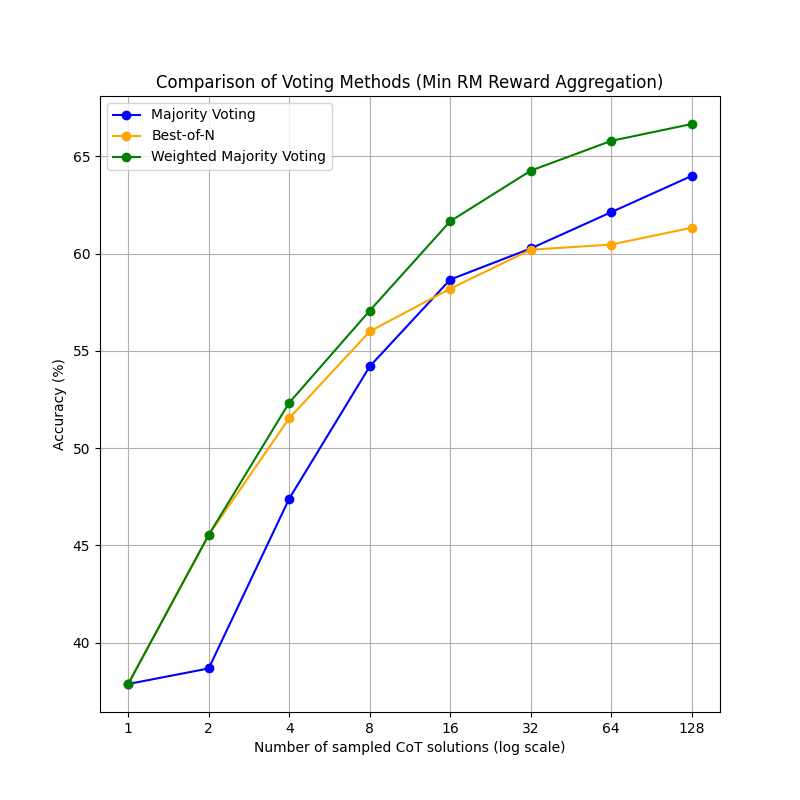 Comparison of Voting Methods (Min RM Reward Aggregation)
Majority Voting
Best-of-N
Weighted Majority Voting
Accuracy (%)
65
60
55
50
45
40
1 2 4 8 16 32 64 128
Number of sampled CoT solutions (log scale)